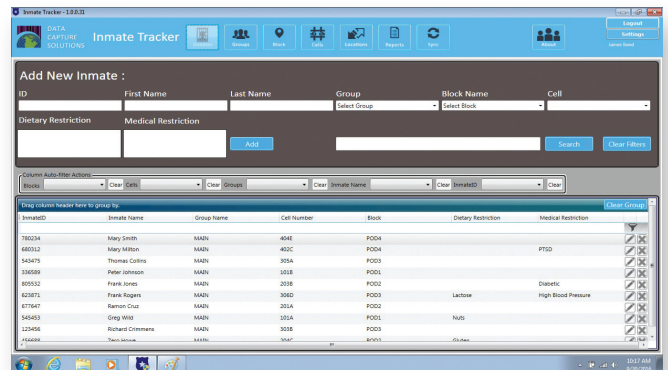 Inmate Tracker - 1.0.0.31
DATA CAPTURE SOLUTIONS
Inmate Tracker
Inmates Groups Block Cells Locations Reports Sync About
Logout
Settings
Add New Inmate :
ID First Name Last Name Group Block Name Cell
Select Group Select Block
Dietary Restriction Medical Restriction
Add Search Clear Filters
Column Auto-Filter Actions
Blocks Clear Cells Clear Groups Clear Inmate Name Clear InmateID Clear
Drag column header here to group by. Clear Group
InmateID Inmate Name Group Name Cell Number Block Dietary Restriction Medical Restriction
780234 Mary Smith MAIN 404E POD4
680312 Mary Milton MAIN 402C POD4 PTSD
543475 Thomas Collins MAIN 305A POD3
336589 Peter Johnson MAIN 101B POD1
805532 Frank Jones MAIN 203B POD2 Diabetic
623871 Frank Rogers MAIN 306D POD3 Lactose High Blood Pressure
677647 Ramon Cruz MAIN 201A POD2
545453 Greg Wild MAIN 101A POD1 Nuts
123456 Richard Crimmens MAIN 303B POD3
MAIN POD2
10:17 AM